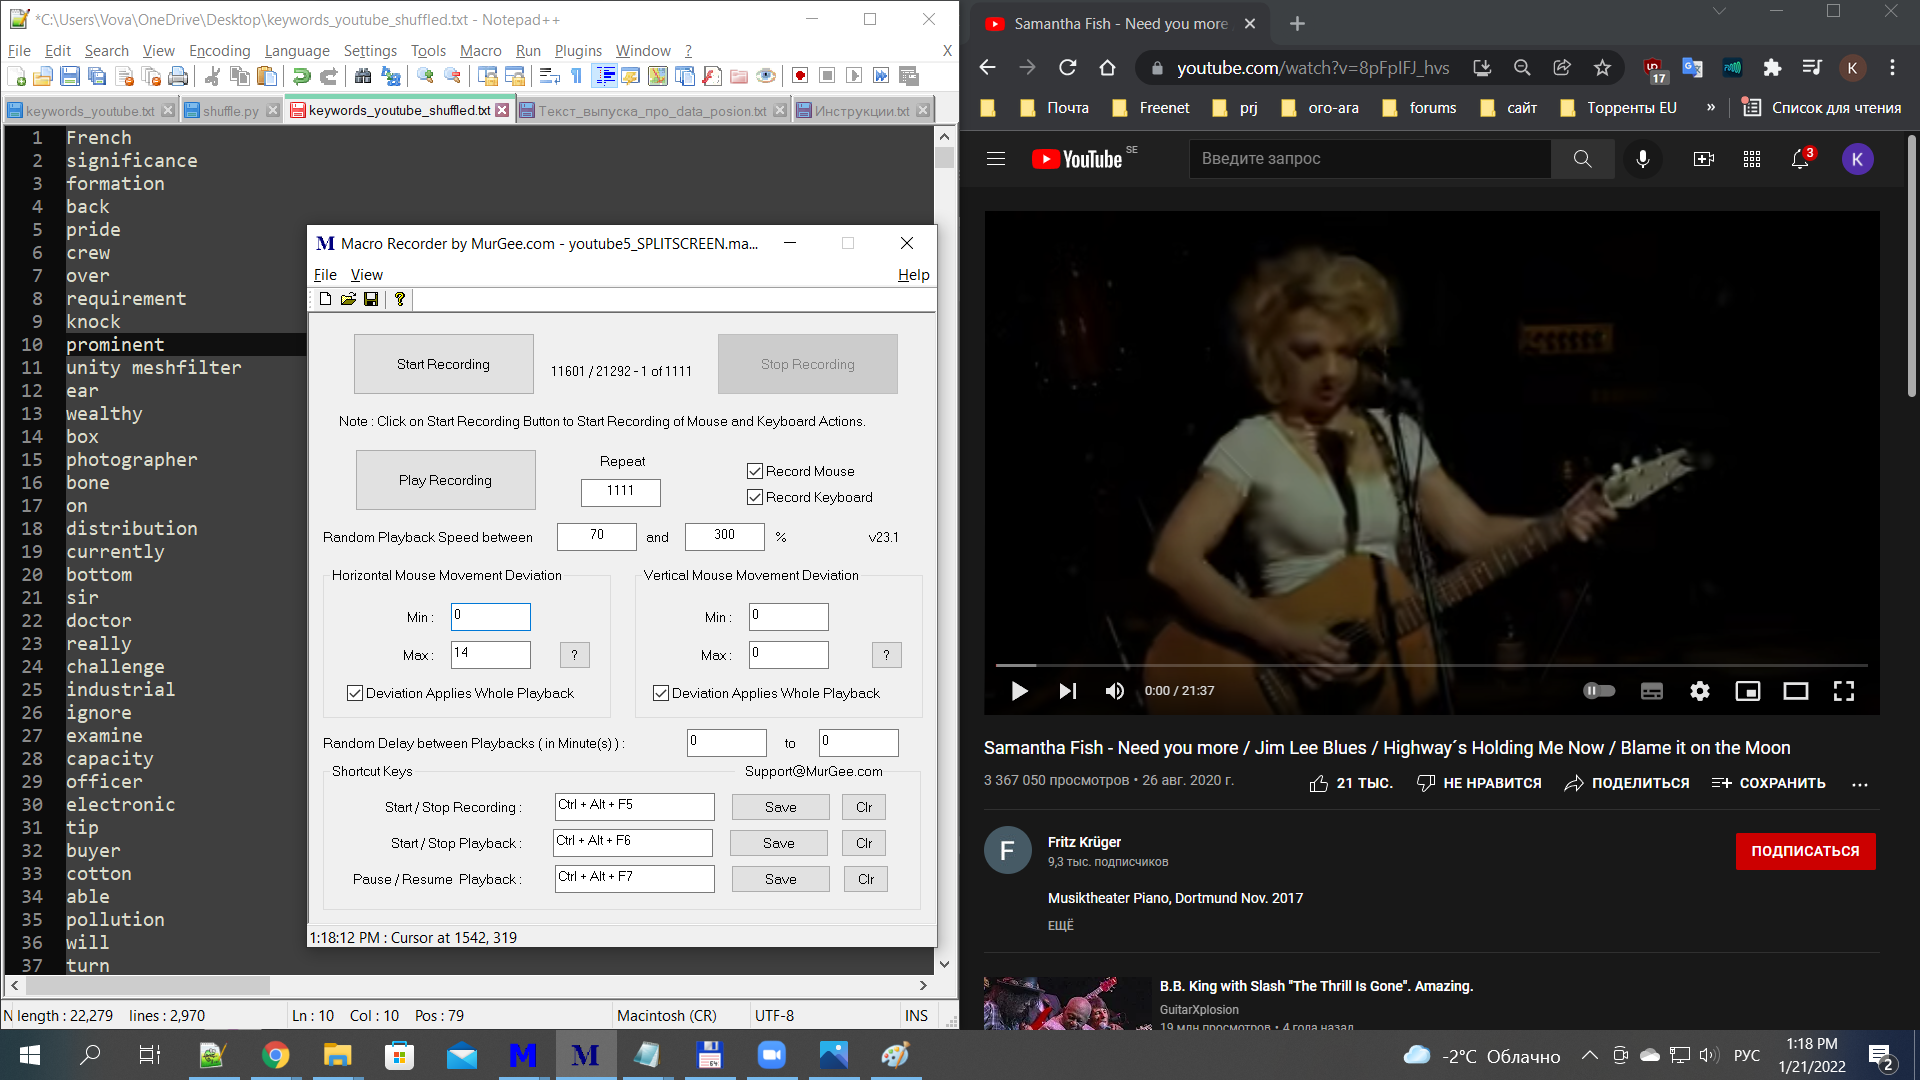 *C:\Users\Vova\OneDrive\Desktop\keywords_youtube_shuffled.txt - Notepad++
File Edit Search View Encoding Language Settings Tools Macro Run Plugins Window ? X
keywords_youtube.txt shuffle.py keywords_youtube_shuffled.txt Текст_выпуска_про_data_posion.txt Инструкции.txt
1 French
2 significance
3 formation
4 back
5 pride
6 crew
7 over
8 requirement
9 knock
10 prominent
11 unity meshfilter
12 ear
13 wealthy
14 box
15 photographer
16 bone
17 on
18 distribution
19 currently
20 bottom
21 sir
22 doctor
23 really
24 challenge
25 industrial
26 ignore
27 examine
28 capacity
29 officer
30 electronic
31 tip
32 buyer
33 cotton
34 able
35 pollution
36 will
37 turn
N length : 22,279 lines : 2,970 Ln : 10 Col : 10 Pos : 79 Macintosh (CR) UTF-8 INS
M Macro Recorder by MurGee.com - youtube5_SPLITSCREEN.ma...
File View Help
Start Recording
11601 / 21292 - 1 of 1111
Stop Recording
Note : Click on Start Recording Button to Start Recording of Mouse and Keyboard Actions.
Play Recording
Repeat
1111
Record Mouse
Record Keyboard
Random Playback Speed between 70 and 300 % v23.1
Horizontal Mouse Movement Deviation
Min : 0
Max : 14 ?
Deviation Applies Whole Playback
Vertical Mouse Movement Deviation
Min : 0
Max : 0 ?
Deviation Applies Whole Playback
Random Delay between Playbacks ( in Minute(s) ) : 0 to 0
Shortcut Keys Support@MurGee.com
Start / Stop Recording : Ctrl + Alt + F5 Save Clr
Start / Stop Playback : Ctrl + Alt + F6 Save Clr
Pause / Resume Playback : Ctrl + Alt + F7 Save Clr
1:18:12 PM : Cursor at 1542, 319
Samantha Fish - Need you more
youtube.com/watch?v=8pFpIFJ_hvs 17 K
Почта Freenet prj oro-ara forums сайт Торренты EU » Список для чтения
YouTube SE
Введите запрос
3 K
0:00 / 21:37
Samantha Fish - Need you more / Jim Lee Blues / Highway´s Holding Me Now / Blame it on the Moon
3 367 050 просмотров • 26 авг. 2020 г.
21 ТЫС. НЕ НРАВИТСЯ ПОДЕЛИТЬСЯ СОХРАНИТЬ ...
F
Fritz Krüger
9,3 тыс. подписчиков
ПОДПИСАТЬСЯ
Musiktheater Piano, Dortmund Nov. 2017
ЕЩЁ
B.B. King with Slash "The Thrill Is Gone". Amazing.
GuitarXplosion
19 млн просмотров • 4 года назад
-2°C Облачно РУС
1:18 PM
1/21/2022
2